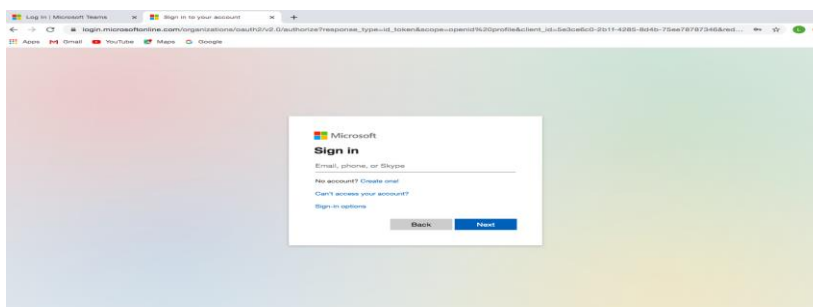 Log in | Microsoft Teams
Sign in to your account
login.microsoftonline.com/organizations/oauth2/v2.0/authorize?response_type=id_token&scope=openid%20profile&client_id=5e3ce6c0-2b1f-4285-8d4b-75ee78787346&red...
Apps
Gmail
YouTube
Maps
Google
Microsoft
Sign in
Email, phone, or Skype
No account? Create one!
Can't access your account?
Sign-in options
Back
Next